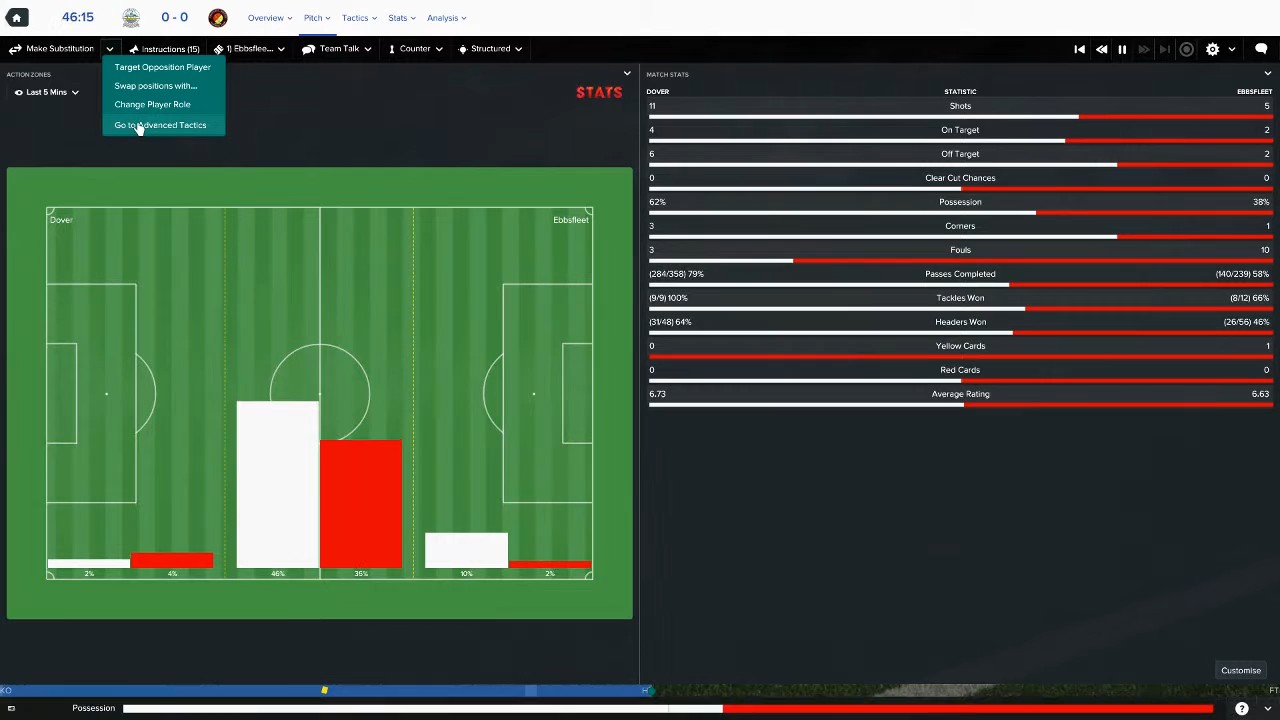 46:15
0 - 0
Overview
Pitch
Tactics
Stats
Analysis
Make Substitution
Instructions (15)
1) Ebbsflee...
Team Talk
Counter
Structured
Target Opposition Player
Swap positions with...
Change Player Role
Go to Advanced Tactics
ACTION ZONES
Last 5 Mins
STATS
Dover
Ebbsfleet
2%
4%
46%
36%
10%
2%
MATCH STATS
DOVER STATISTIC EBBSFLEET
11 Shots 5
4 On Target 2
6 Off Target 2
0 Clear Cut Chances 0
62% Possession 38%
3 Corners 1
3 Fouls 10
(284/358) 79% Passes Completed (140/239) 58%
(9/9) 100% Tackles Won (8/12) 66%
(31/48) 64% Headers Won (26/56) 46%
0 Yellow Cards 1
0 Red Cards 0
6.73 Average Rating 6.63
Customise
KO
H
FT
Possession
?